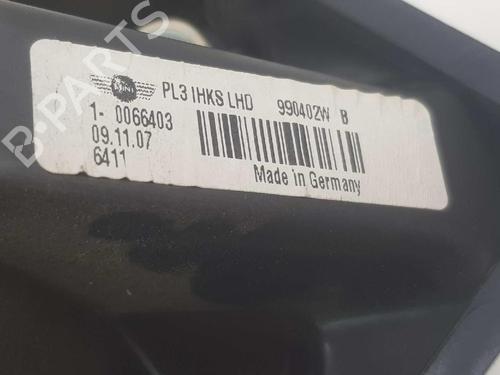 MINI
PL3 IHKS LHD 990402W B
1- 0066403
09.11.07
6411
Made in Germany
B-PARTS